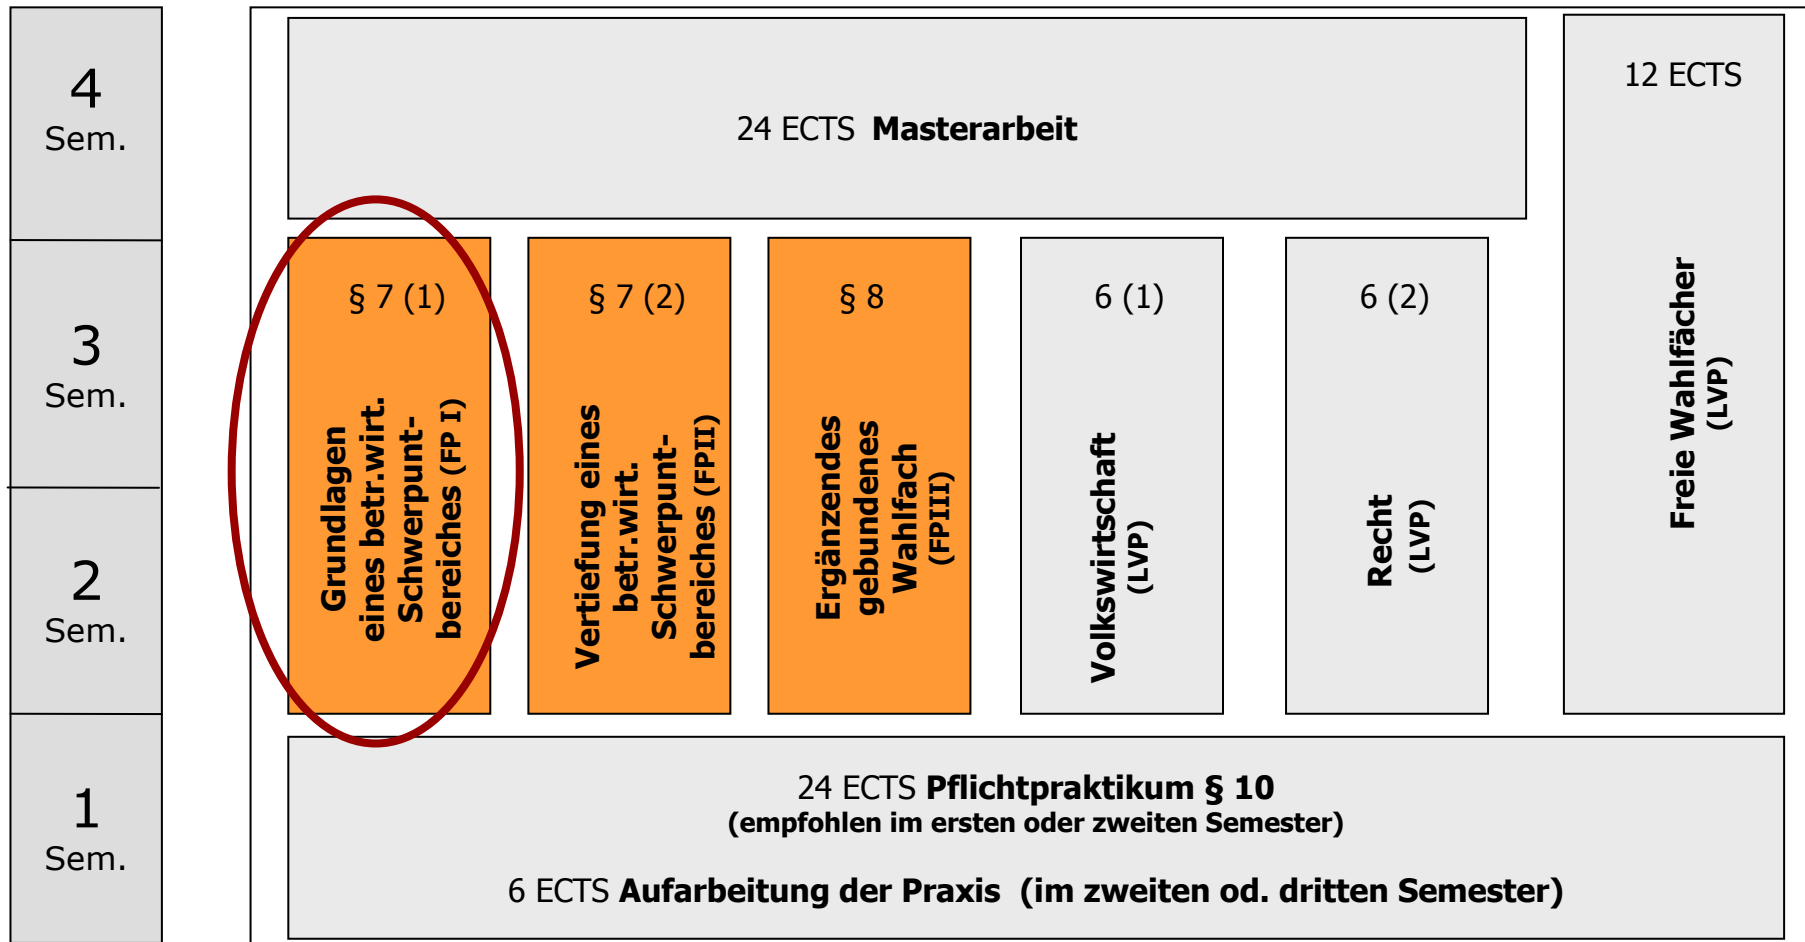 4
Sem.
3
Sem.
2
Sem.
1
Sem.
24 ECTS Masterarbeit
12 ECTS
Freie Wahlfächer
(LVP)
§ 7 (1)
Grundlagen
eines betr.wirt.
Schwerpunt-
bereiches (FP I)
§ 7 (2)
Vertiefung eines
betr.wirt.
Schwerpunt-
bereiches (FPII)
§ 8
Ergänzendes
gebundenes
Wahlfach
(FPIII)
6 (1)
Volkswirtschaft
(LVP)
6 (2)
Recht
(LVP)
24 ECTS Pflichtpraktikum § 10
(empfohlen im ersten oder zweiten Semester)
6 ECTS Aufarbeitung der Praxis (im zweiten od. dritten Semester)